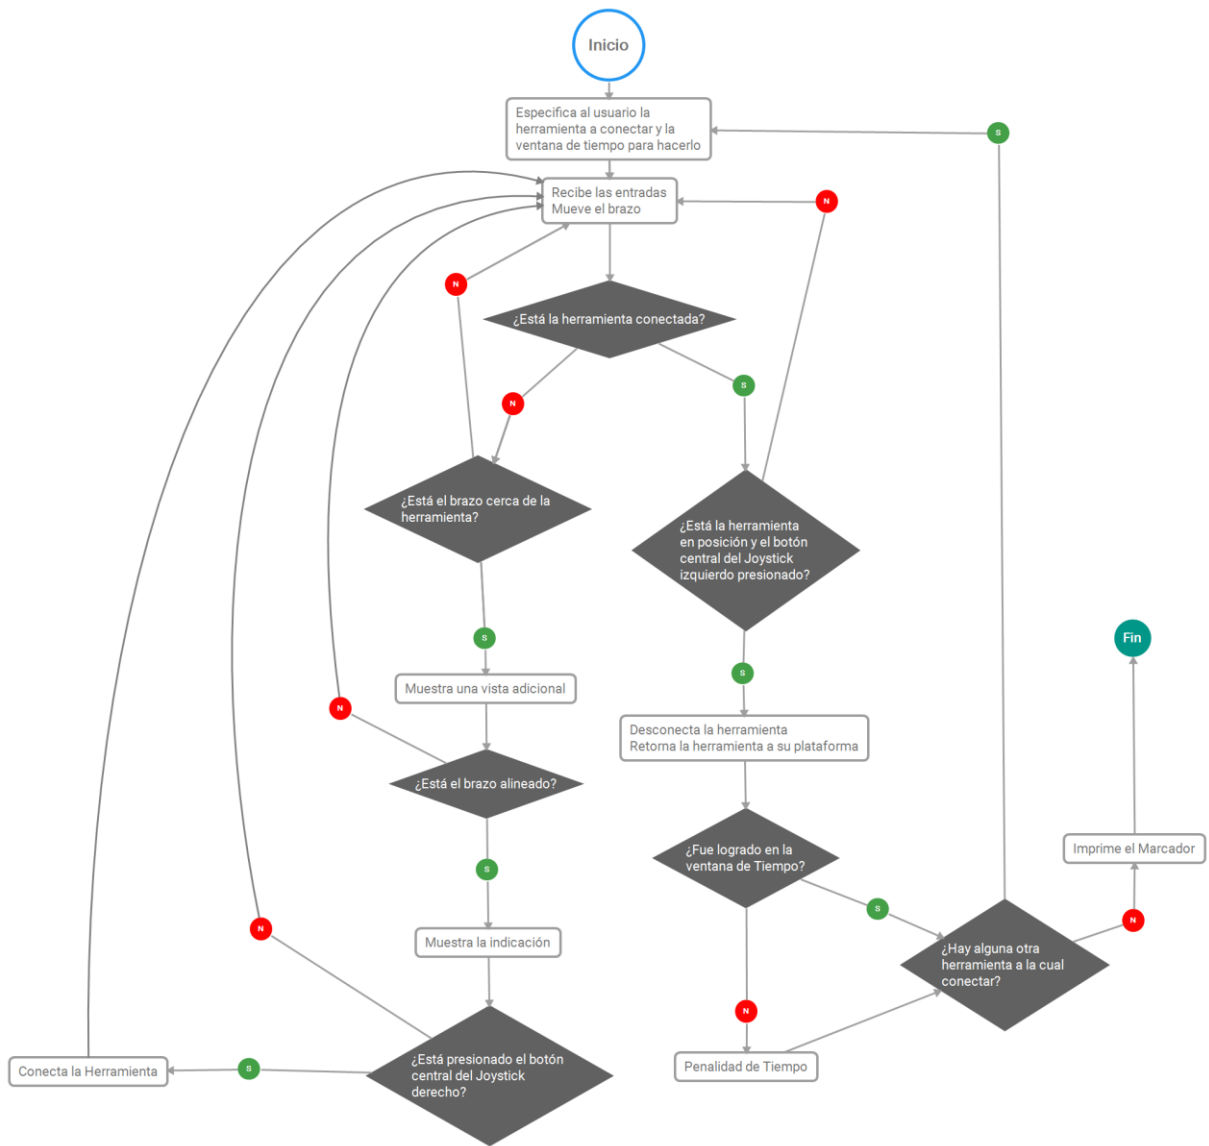 Inicio
Especifica al usuario la
herramienta a conectar y la
ventana de tiempo para hacerlo
S
Recibe las entradas
Mueve el brazo
N
N
¿Está la herramienta conectada?
S
N
¿Está el brazo cerca de la
herramienta?
¿Está la herramienta
en posición y el botón
central del Joystick
izquierdo presionado?
S
Fin
S
Muestra una vista adicional
N
Desconecta la herramienta
Retorna la herramienta a su plataforma
¿Está el brazo alineado?
Imprime el Marcador
¿Fue logrado en la
ventana de Tiempo?
S
S
N
N
Muestra la indicación
¿Hay alguna otra
herramienta a la cual
conectar?
N
¿Está presionado el botón
central del Joystick
derecho?
Penalidad de Tiempo
S
Conecta la Herramienta